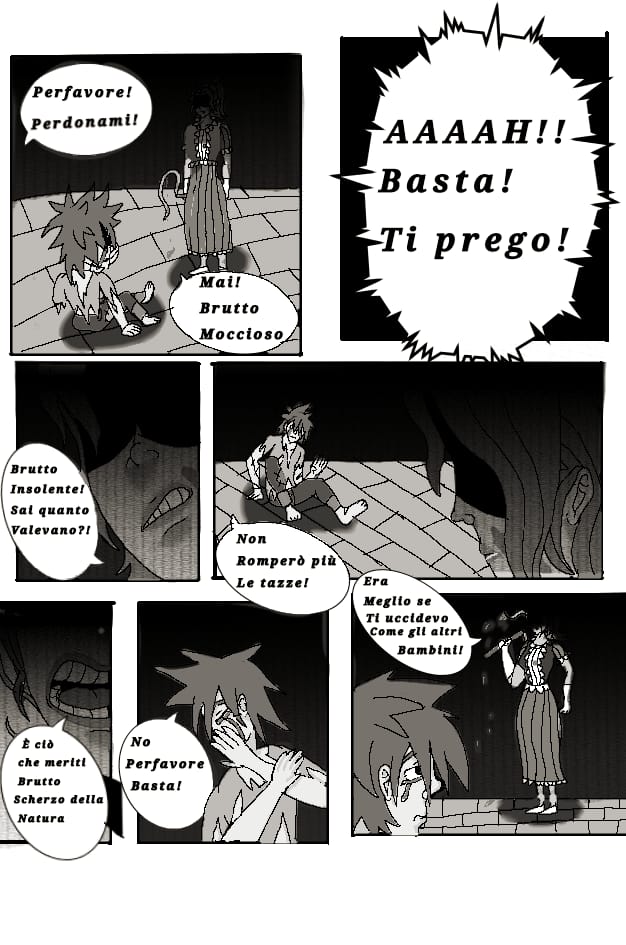 Perfavore!
Perdonami!
Mai!
Brutto
Moccioso
AAAAH!!
Basta!
Ti prego!
Brutto
Insolente!
Sai quanto
Valevano?!
Non
Romperò più
Le tazze!
È ciò
che meriti
Brutto
Scherzo della
Natura
No
Perfavore
Basta!
Era
Meglio se
Ti uccidevo
Come gli altri
Bambini!